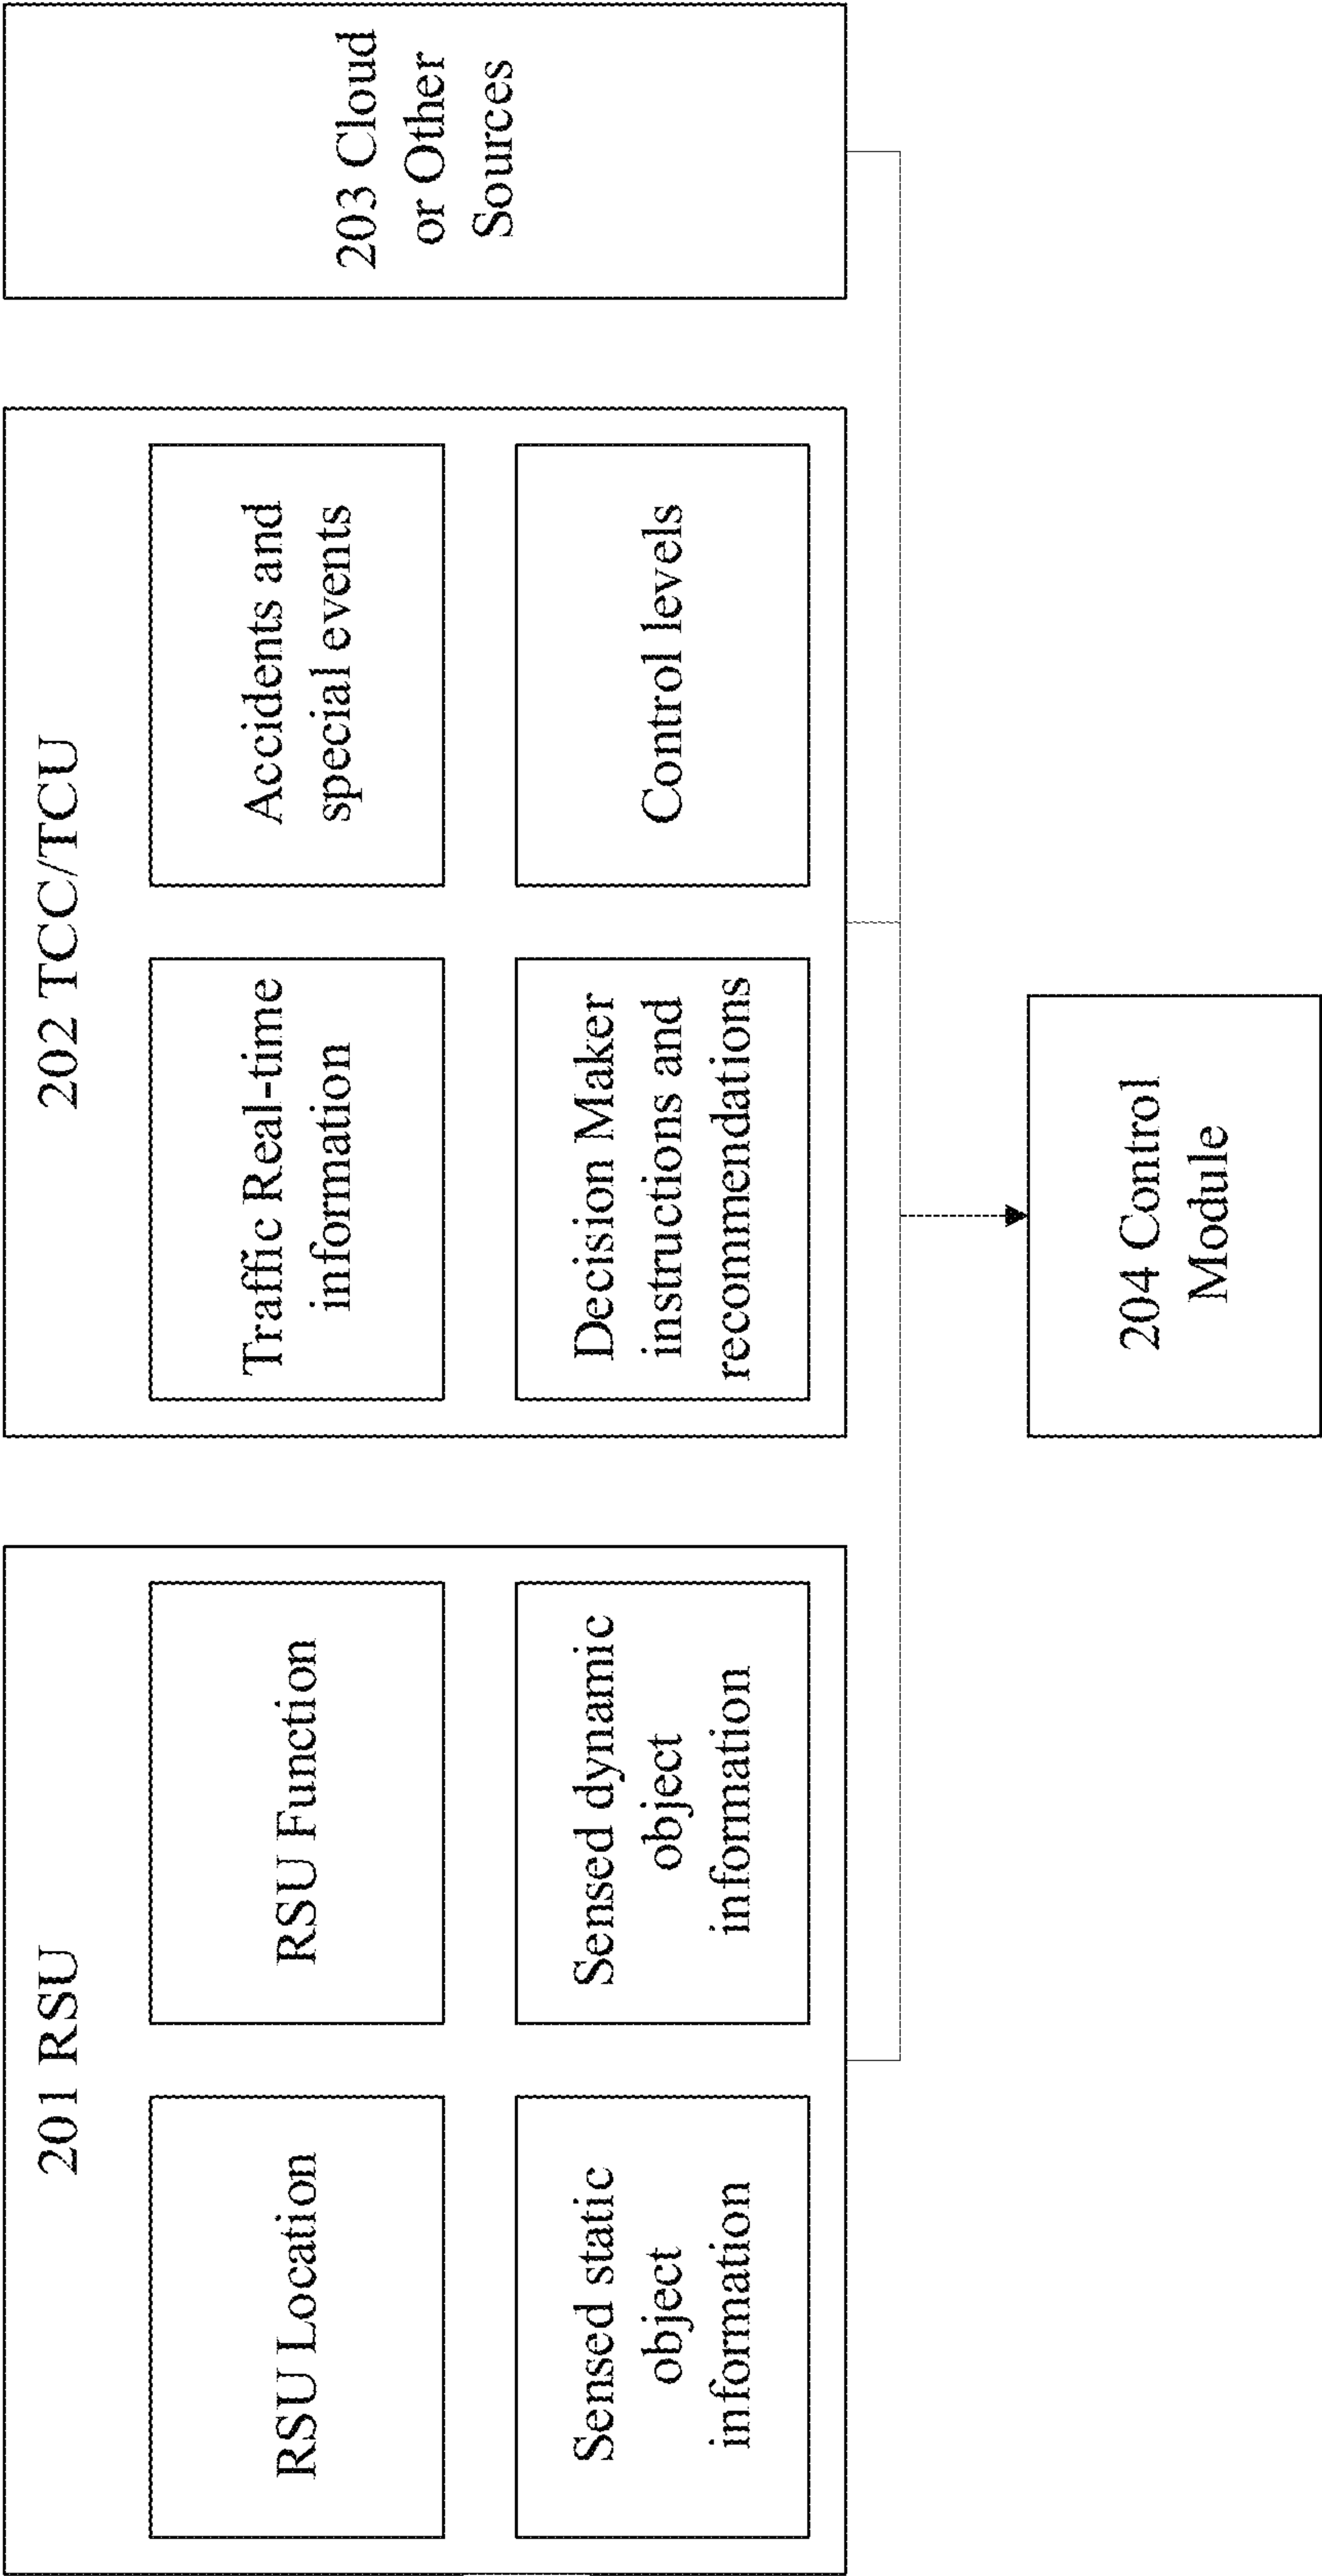 201 RSU
RSU Location
RSU Function
Sensed static
object
information
Sensed dynamic
object
information
202 TCC/TCU
Traffic Real-time
information
Accidents and
special events
Decision Maker
instructions and
recommendations
Control levels
203 Cloud
or Other
Sources
204 Control
Module